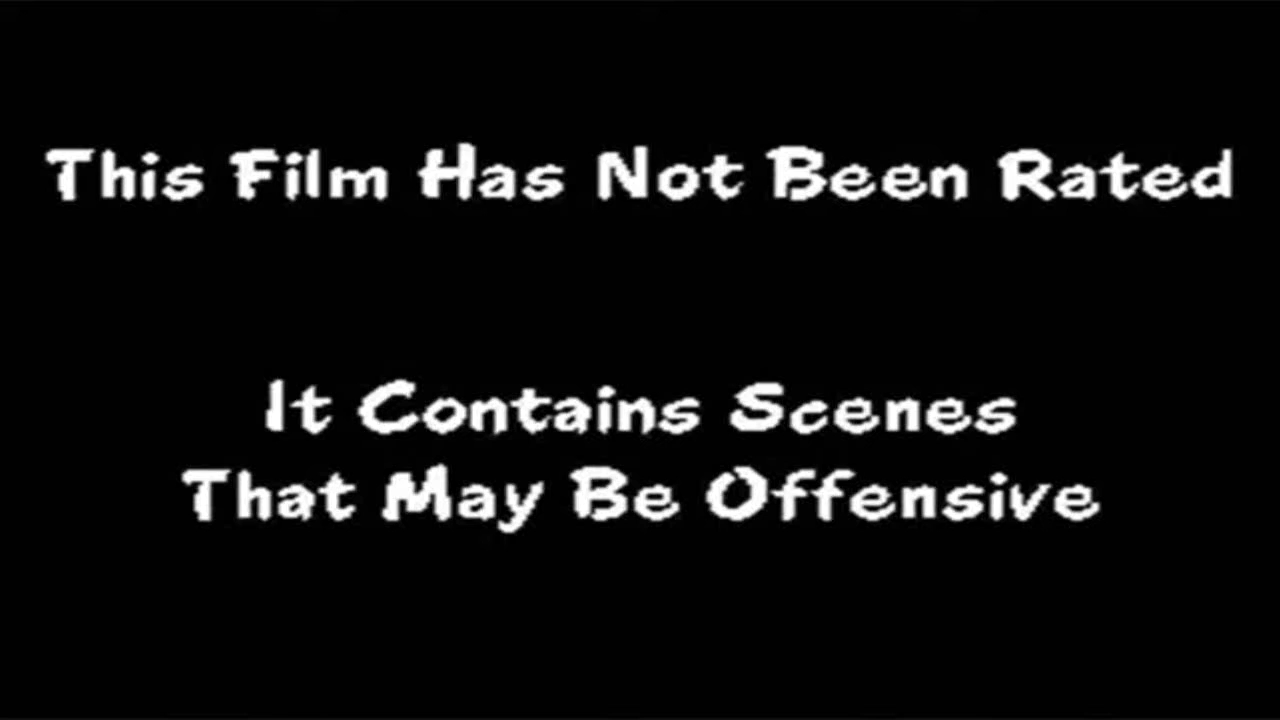 This Film Has Not Been Rated
It Contains Scenes
That May Be Offensive